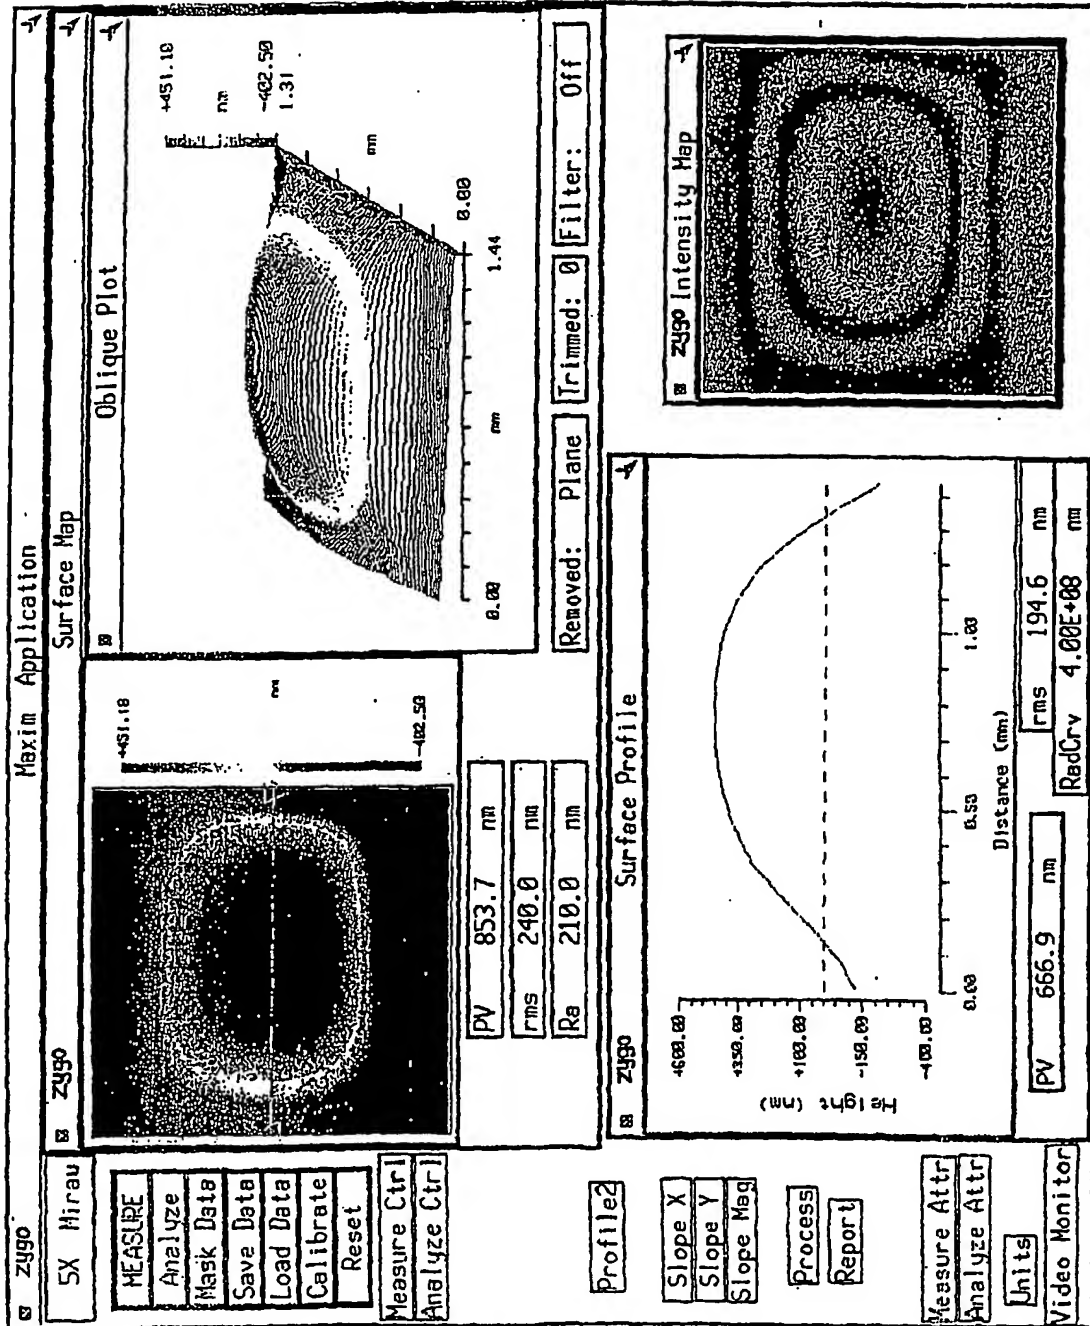 zygo
Maxim Application
5X Mirau
MEASURE
Analyze
Mask Data
Save Data
Load Data
Calibrate
Reset
Measure Ctrl
Analyze Ctrl
Profile2
Slope X
Slope Y
Slope Mag
Process
Report
Measure Attr
Analyze Attr
Units
Video Monitor
zygo
Surface Map
+451.18
nm
-402.50
PV 853.7 nm
rms 240.0 nm
Ra 210.0 nm
Oblique Plot
+451.18
nm
-402.50
1.31
mm
0.00
1.44
mm
0.00
Removed: Plane
Trimmed: 0
Filter: Off
zygo
Surface Profile
+600.00
+350.00
+100.00
-150.00
-400.00
Height (nm)
0.00
0.53
1.03
Distance (mm)
PV 666.9 nm
rms 194.6 nm
RadCrv 4.00E+08 nm
zygo Intensity Map